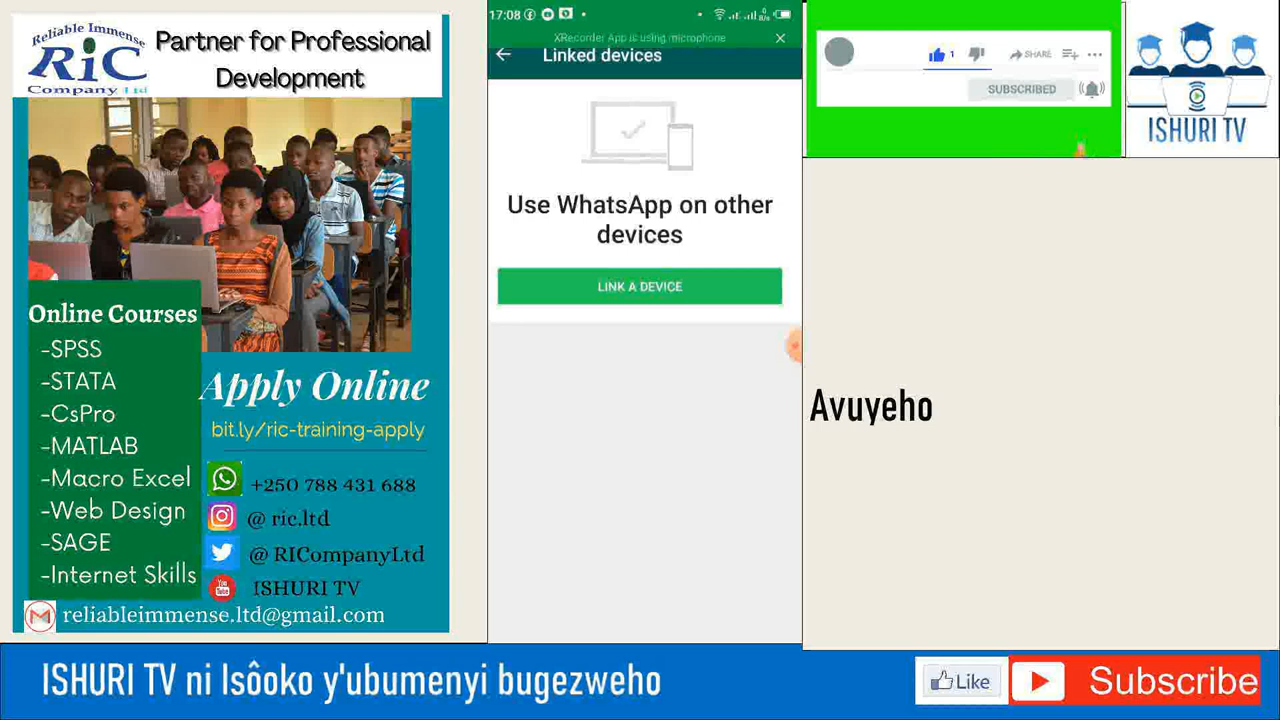 Reliable Immense
RiC
Company Ltd
Partner for Professional
Development
Online Courses
-SPSS
-STATA
-CsPro
-MATLAB
-Macro Excel
-Web Design
-SAGE
-Internet Skills
Apply Online
bit.ly/ric-training-apply
+250 788 431 688
@ ric.ltd
@ RICompanyLtd
You
Tube
ISHURI TV
reliableimmense.ltd@gmail.com
17:08
XRecorder App is using microphone
Linked devices
Use WhatsApp on other
devices
LINK A DEVICE
1
SHARE
SUBSCRIBED
ISHURI TV
Avuyeho
ISHURI TV ni Isôoko y'ubumenyi bugezweho
Like
Subscribe